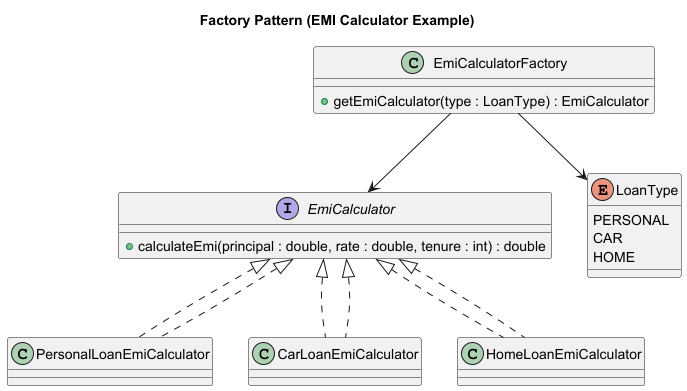 Factory Pattern (EMI Calculator Example)
C EmiCalculatorFactory
getEmiCalculator(type : LoanType) : EmiCalculator
I EmiCalculator
calculateEmi(principal : double, rate : double, tenure : int) : double
E LoanType
PERSONAL
CAR
HOME
C PersonalLoanEmiCalculator
C CarLoanEmiCalculator
C HomeLoanEmiCalculator